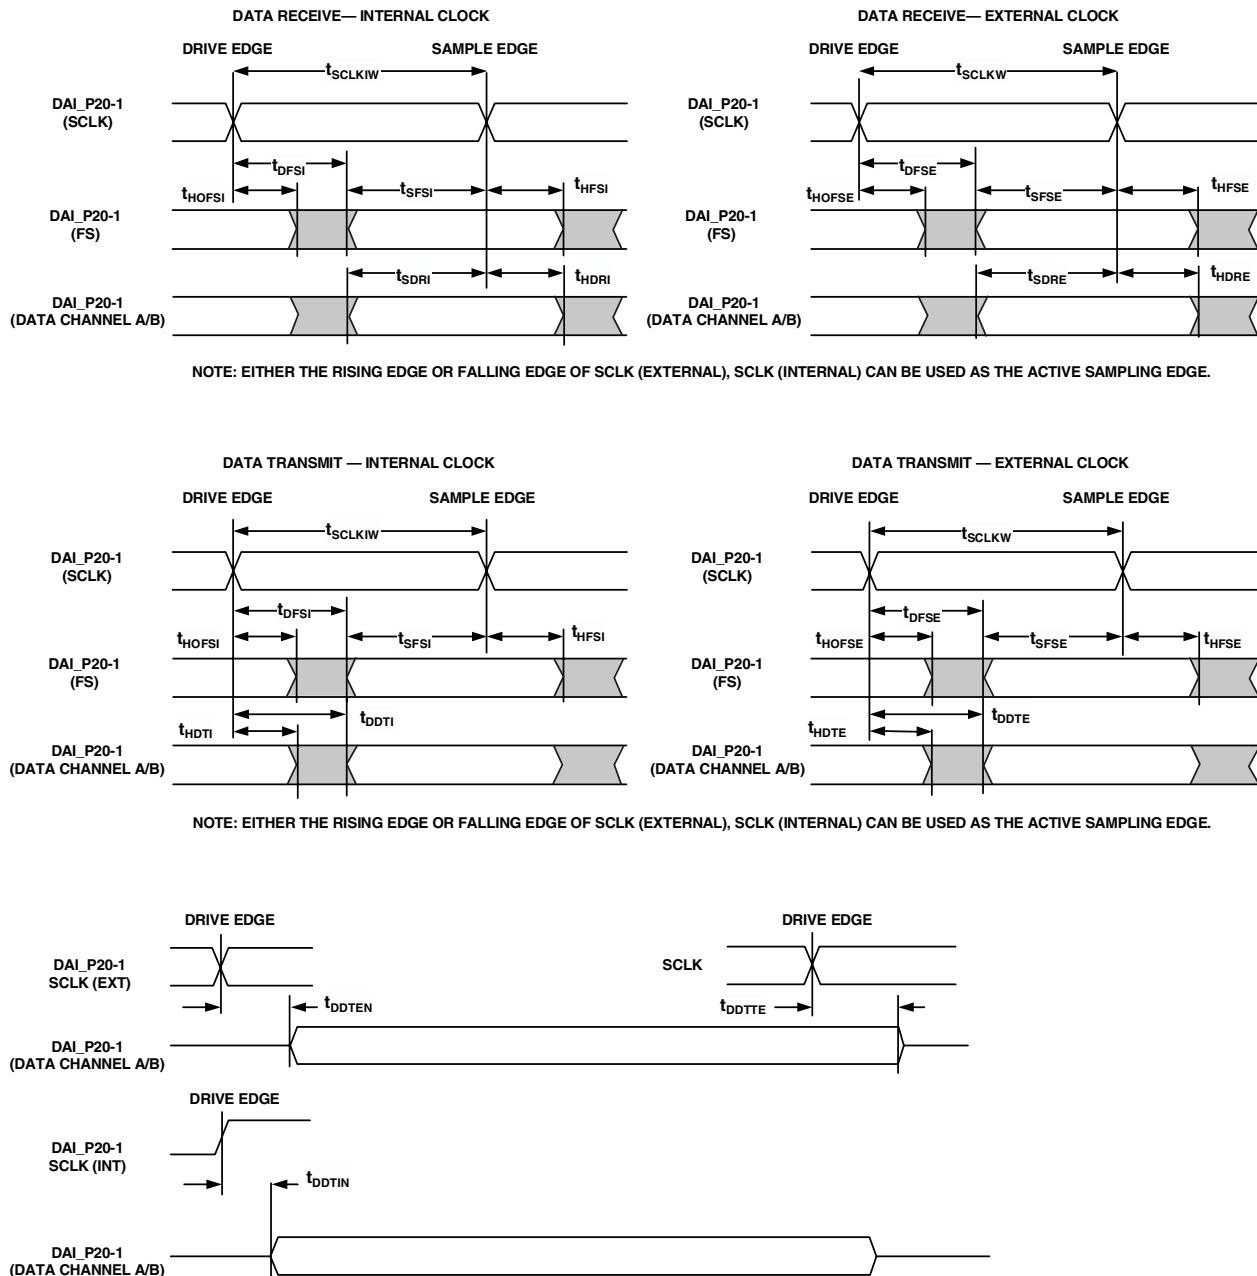 DATA RECEIVE— INTERNAL CLOCK
DRIVE EDGE
SAMPLE EDGE
tSCLKIW
DAI_P20-1
(SCLK)
tDFSI
tHOFSI
tSFSI
tHFSI
DAI_P20-1
(FS)
tSDRI
tHDRI
DAI_P20-1
(DATA CHANNEL A/B)
DATA RECEIVE— EXTERNAL CLOCK
DRIVE EDGE
SAMPLE EDGE
tSCLKW
DAI_P20-1
(SCLK)
tDFSE
tHOFSE
tSFSE
tHFSE
DAI_P20-1
(FS)
tSDRE
tHDRE
DAI_P20-1
(DATA CHANNEL A/B)
NOTE: EITHER THE RISING EDGE OR FALLING EDGE OF SCLK (EXTERNAL), SCLK (INTERNAL) CAN BE USED AS THE ACTIVE SAMPLING EDGE.
DATA TRANSMIT — INTERNAL CLOCK
DRIVE EDGE
SAMPLE EDGE
tSCLKIW
DAI_P20-1
(SCLK)
tDFSI
tHOFSI
tSFSI
tHFSI
DAI_P20-1
(FS)
tDDTI
tHDTI
DAI_P20-1
(DATA CHANNEL A/B)
DATA TRANSMIT — EXTERNAL CLOCK
DRIVE EDGE
SAMPLE EDGE
tSCLKW
DAI_P20-1
(SCLK)
tDFSE
tHOFSE
tSFSE
tHFSE
DAI_P20-1
(FS)
tDDTE
tHDTE
DAI_P20-1
(DATA CHANNEL A/B)
NOTE: EITHER THE RISING EDGE OR FALLING EDGE OF SCLK (EXTERNAL), SCLK (INTERNAL) CAN BE USED AS THE ACTIVE SAMPLING EDGE.
DRIVE EDGE
DRIVE EDGE
DAI_P20-1
SCLK (EXT)
SCLK
tDDTEN
tDDTTE
DAI_P20-1
(DATA CHANNEL A/B)
DRIVE EDGE
DAI_P20-1
SCLK (INT)
tDDTIN
DAI_P20-1
(DATA CHANNEL A/B)